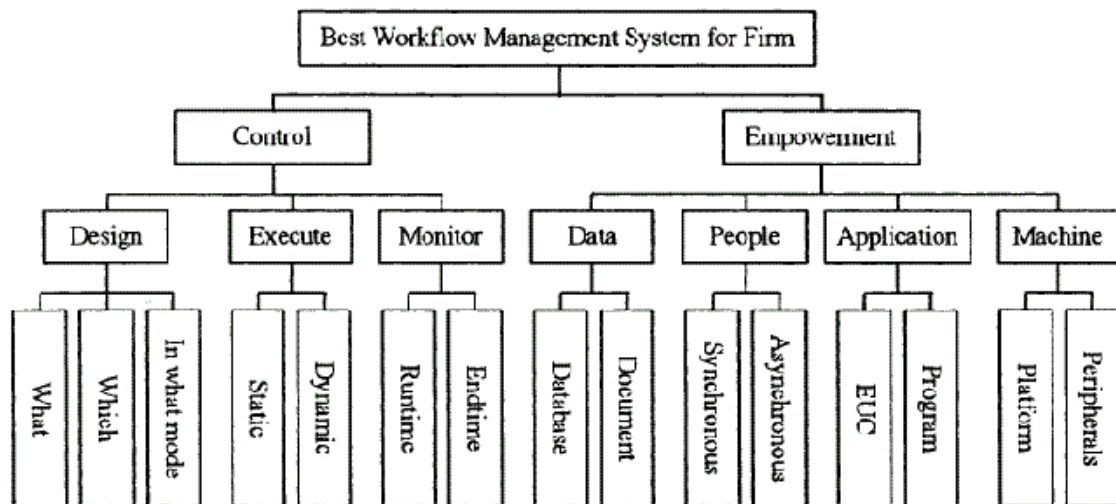 Best Workflow Management System for Firm
Control
Empowerment
Design
Execute
Monitor
Data
People
Application
Machine
What
Which
In what mode
Static
Dynamic
Runtime
Endtime
Database
Document
Synchronous
Asynchronous
EUC
Program
Platform
Peripherals